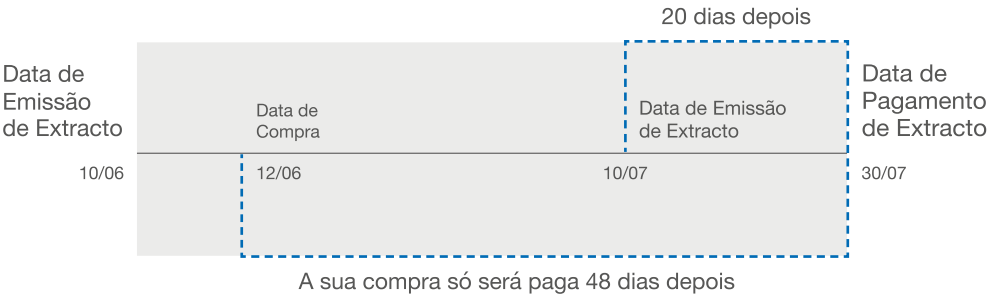 20 dias depois
Data de
Emissão
de Extracto
Data de
Compra
Data de Emissão
de Extracto
Data de
Pagamento
de Extracto
10/06
12/06
10/07
30/07
A sua compra só será paga 48 dias depois